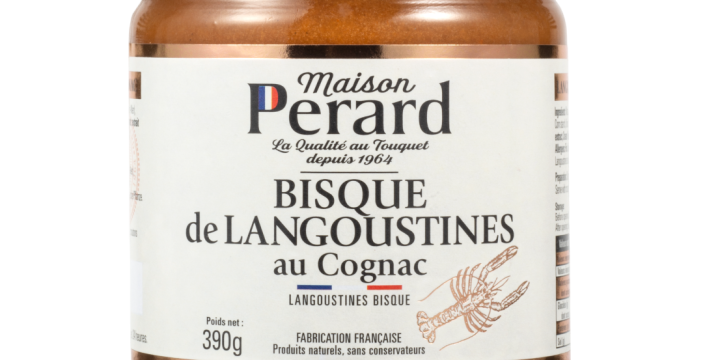 Maison
Perard
La Qualité au Touquet
depuis 1964
BISQUE
de LANGOUSTINES
au Cognac
LANGOUSTINES BISQUE
Poids net :
390g
FABRICATION FRANÇAISE
Produits naturels, sans conservateurs